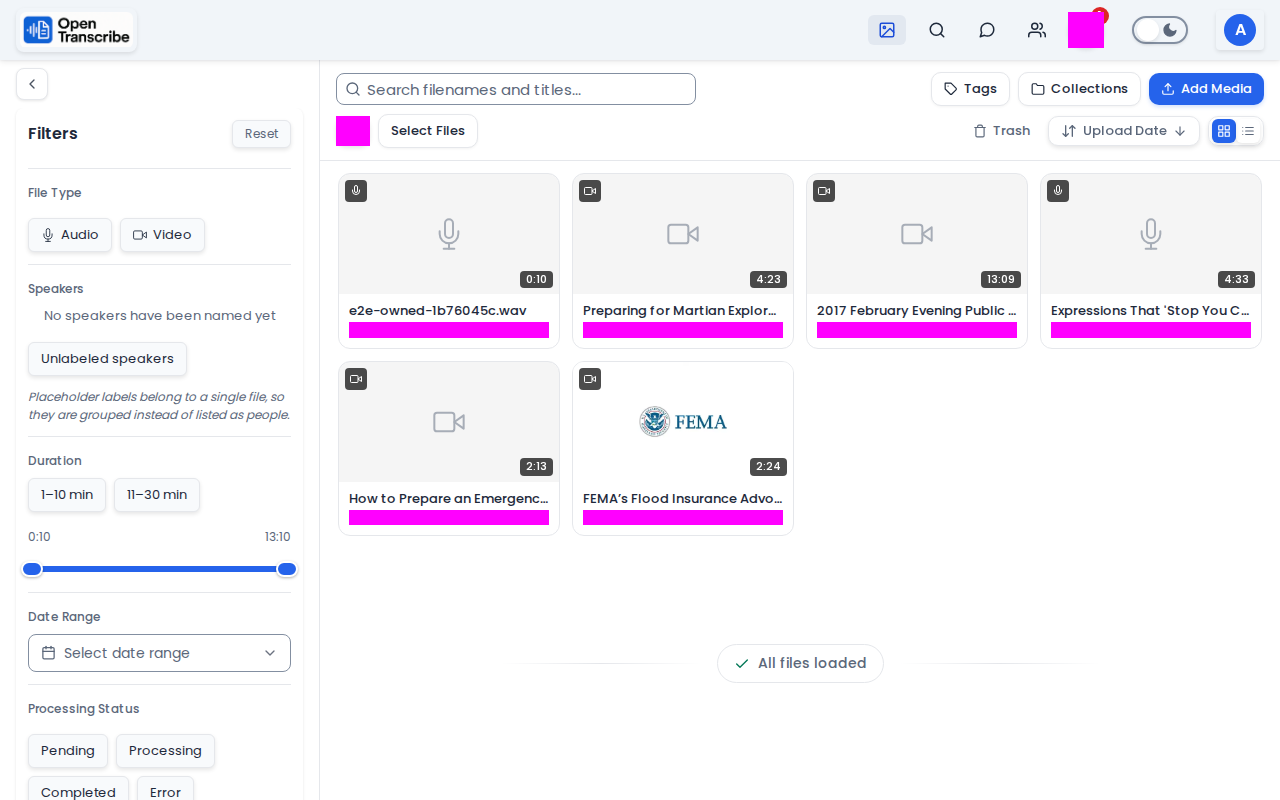 Open
Transcribe
A
Search filenames and titles...
Tags
Collections
Add Media
Filters
Reset
Select Files
Trash
Upload Date
File Type
Audio
Video
Speakers
No speakers have been named yet
Unlabeled speakers
Placeholder labels belong to a single file, so
they are grouped instead of listed as people.
Duration
1–10 min
11–30 min
0:10
13:10
Date Range
Select date range
Processing Status
Pending
Processing
Completed
Error
0:10
e2e-owned-1b76045c.wav
4:23
Preparing for Martian Explor...
13:09
2017 February Evening Public ...
4:33
Expressions That 'Stop You C...
2:13
How to Prepare an Emergenc...
FEMA
2:24
FEMA's Flood Insurance Advo...
All files loaded